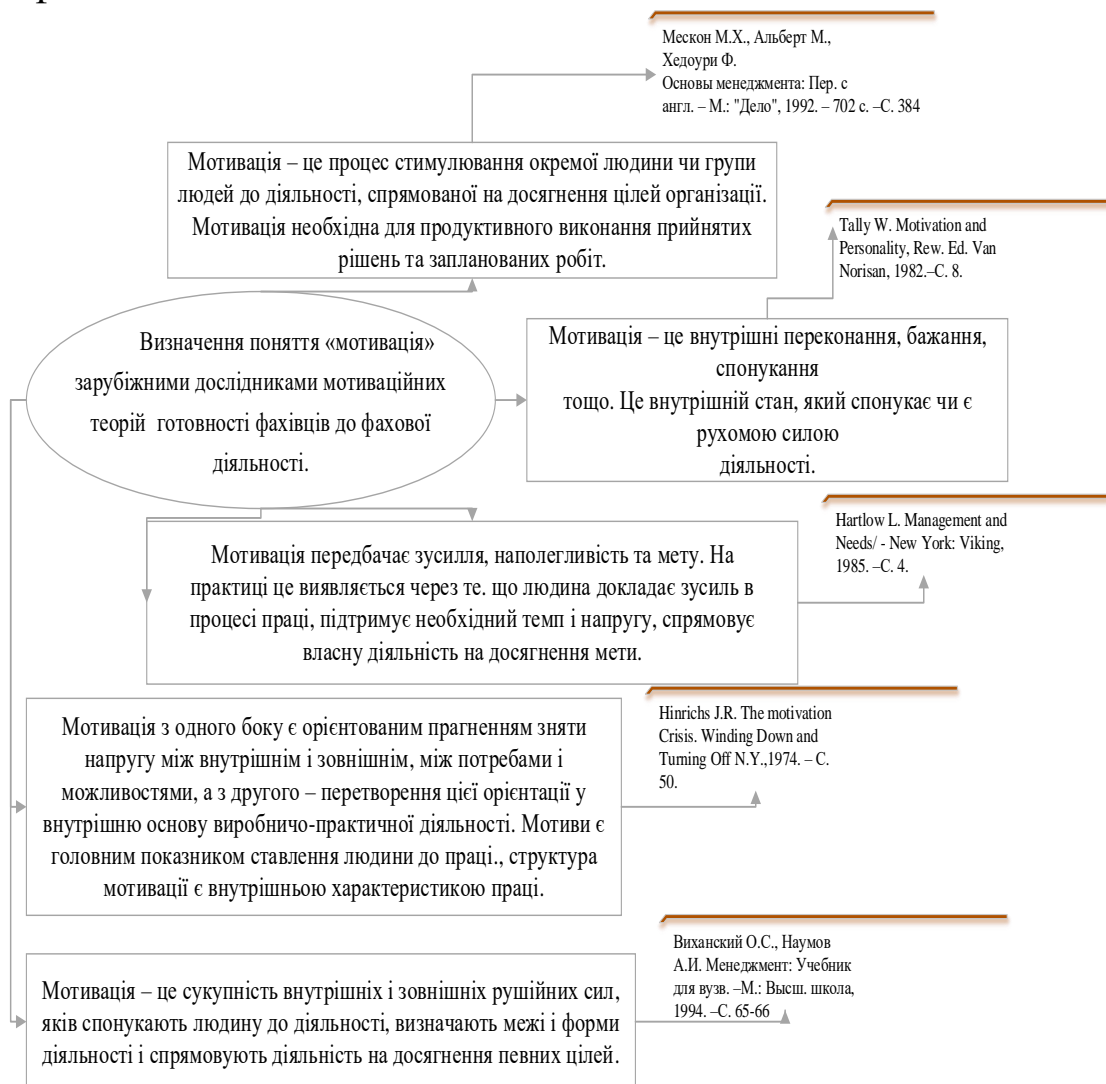 Мескон М.Х., Альберт М.,
Хедоури Ф.
Основы менеджмента: Пер. с
англ. – М.: "Дело", 1992. – 702 с. –С. 384
Мотивація – це процес стимулювання окремої людини чи групи
людей до діяльності, спрямованої на досягнення цілей організації.
Мотивація необхідна для продуктивного виконання прийнятих
рішень та запланованих робіт.
Tally W. Motivation and
Personality, Rew. Ed. Van
Norisan, 1982.–С. 8.
Визначення поняття «мотивація»
зарубіжними дослідниками мотиваційних
теорій готовності фахівців до фахової
діяльності.
Мотивація – це внутрішні переконання, бажання,
спонукання
тощо. Це внутрішній стан, який спонукає чи є
рухомою силою
діяльності.
Hartlow L. Management and
Needs/ - New York: Viking,
1985. –С. 4.
Мотивація передбачає зусилля, наполегливість та мету. На
практиці це виявляється через те. що людина докладає зусиль в
процесі праці, підтримує необхідний темп і напругу, спрямовує
власну діяльність на досягнення мети.
Hinrichs J.R. The motivation
Crisis. Winding Down and
Turning Off N.Y.,1974. – С.
50.
Мотивація з одного боку є орієнтованим прагненням зняти
напругу між внутрішнім і зовнішнім, між потребами і
можливостями, а з другого – перетворення цієї орієнтації у
внутрішню основу виробничо-практичної діяльності. Мотиви є
головним показником ставлення людини до праці., структура
мотивації є внутрішньою характеристикою праці.
Виханский О.С., Наумов
А.И. Менеджмент: Учебник
для вузв. –М.: Высш. школа,
1994. –С. 65-66
Мотивація – це сукупність внутрішніх і зовнішніх рушійних сил,
яків спонукають людину до діяльності, визначають межі і форми
діяльності і спрямовують діяльність на досягнення певних цілей.